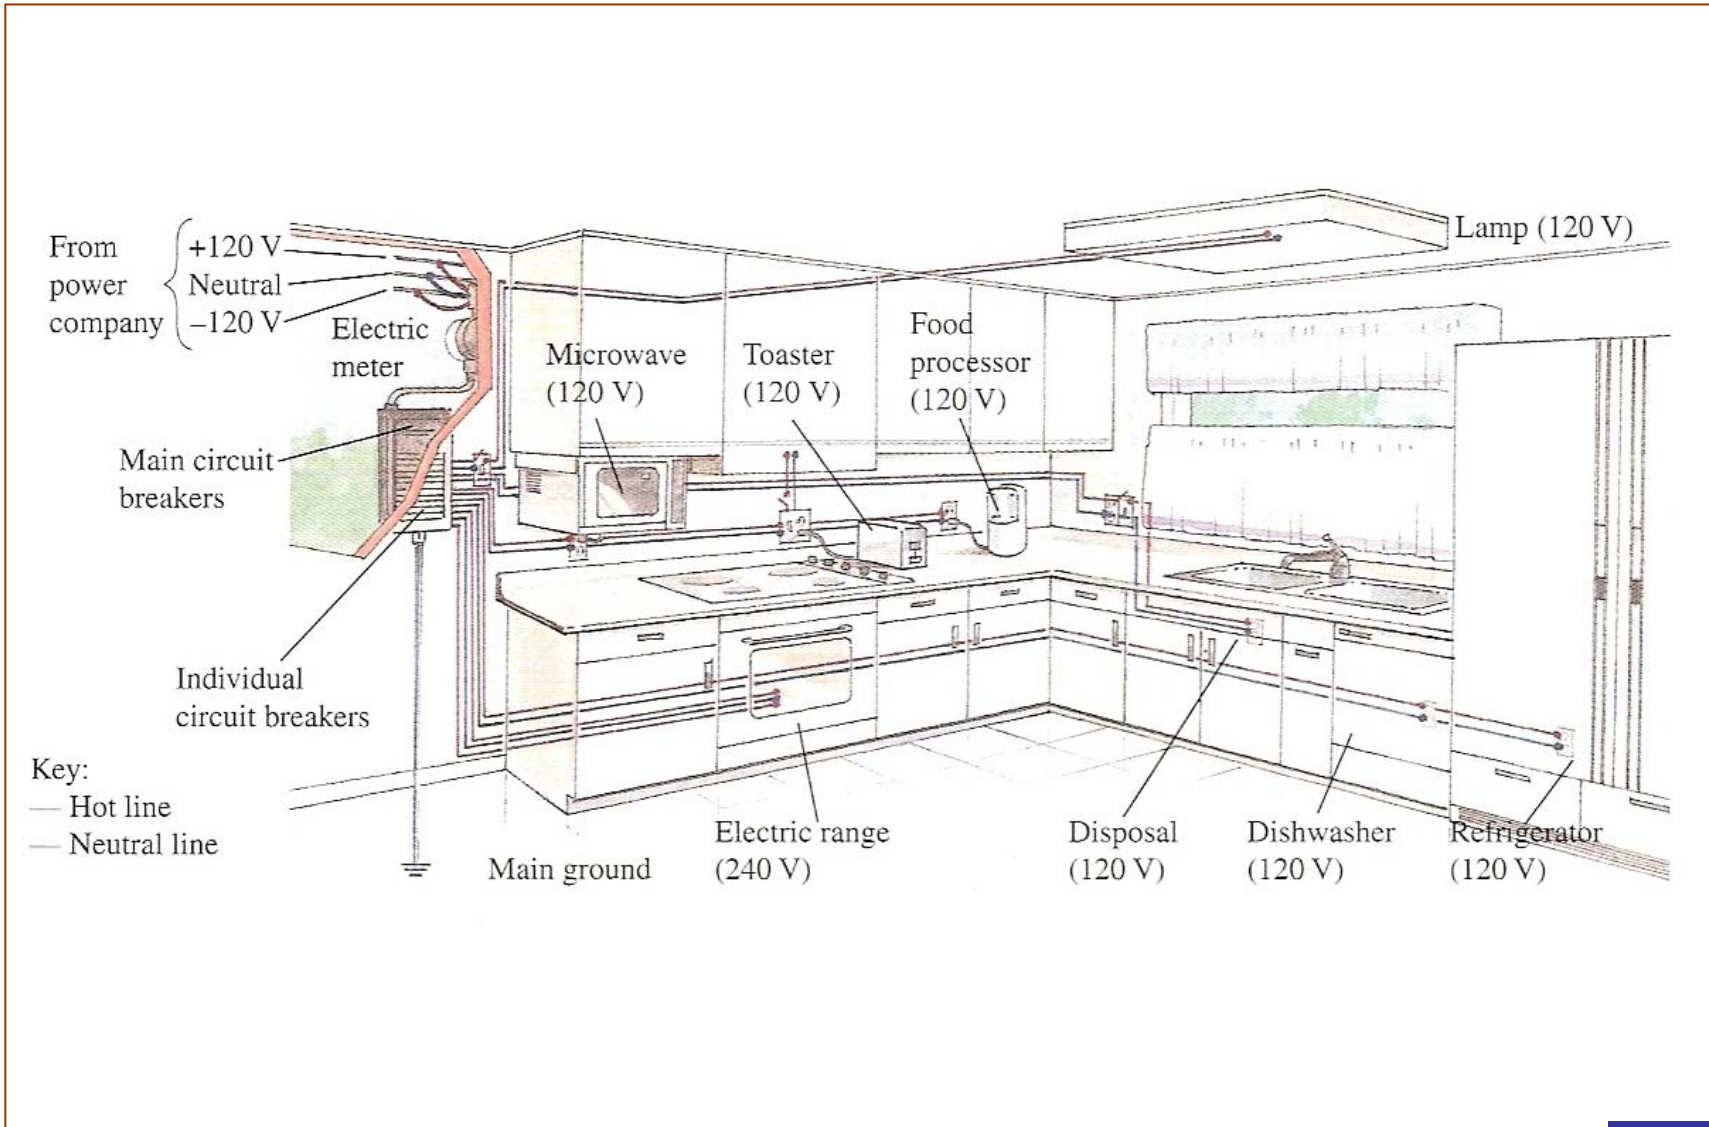 From
power
company
+120 V
Neutral
–120 V
Electric
meter
Main circuit
breakers
Individual
circuit breakers
Key:
Hot line
Neutral line
Microwave
(120 V)
Toaster
(120 V)
Food
processor
(120 V)
Lamp (120 V)
Main ground
Electric range
(240 V)
Disposal
(120 V)
Dishwasher
(120 V)
Refrigerator
(120 V)